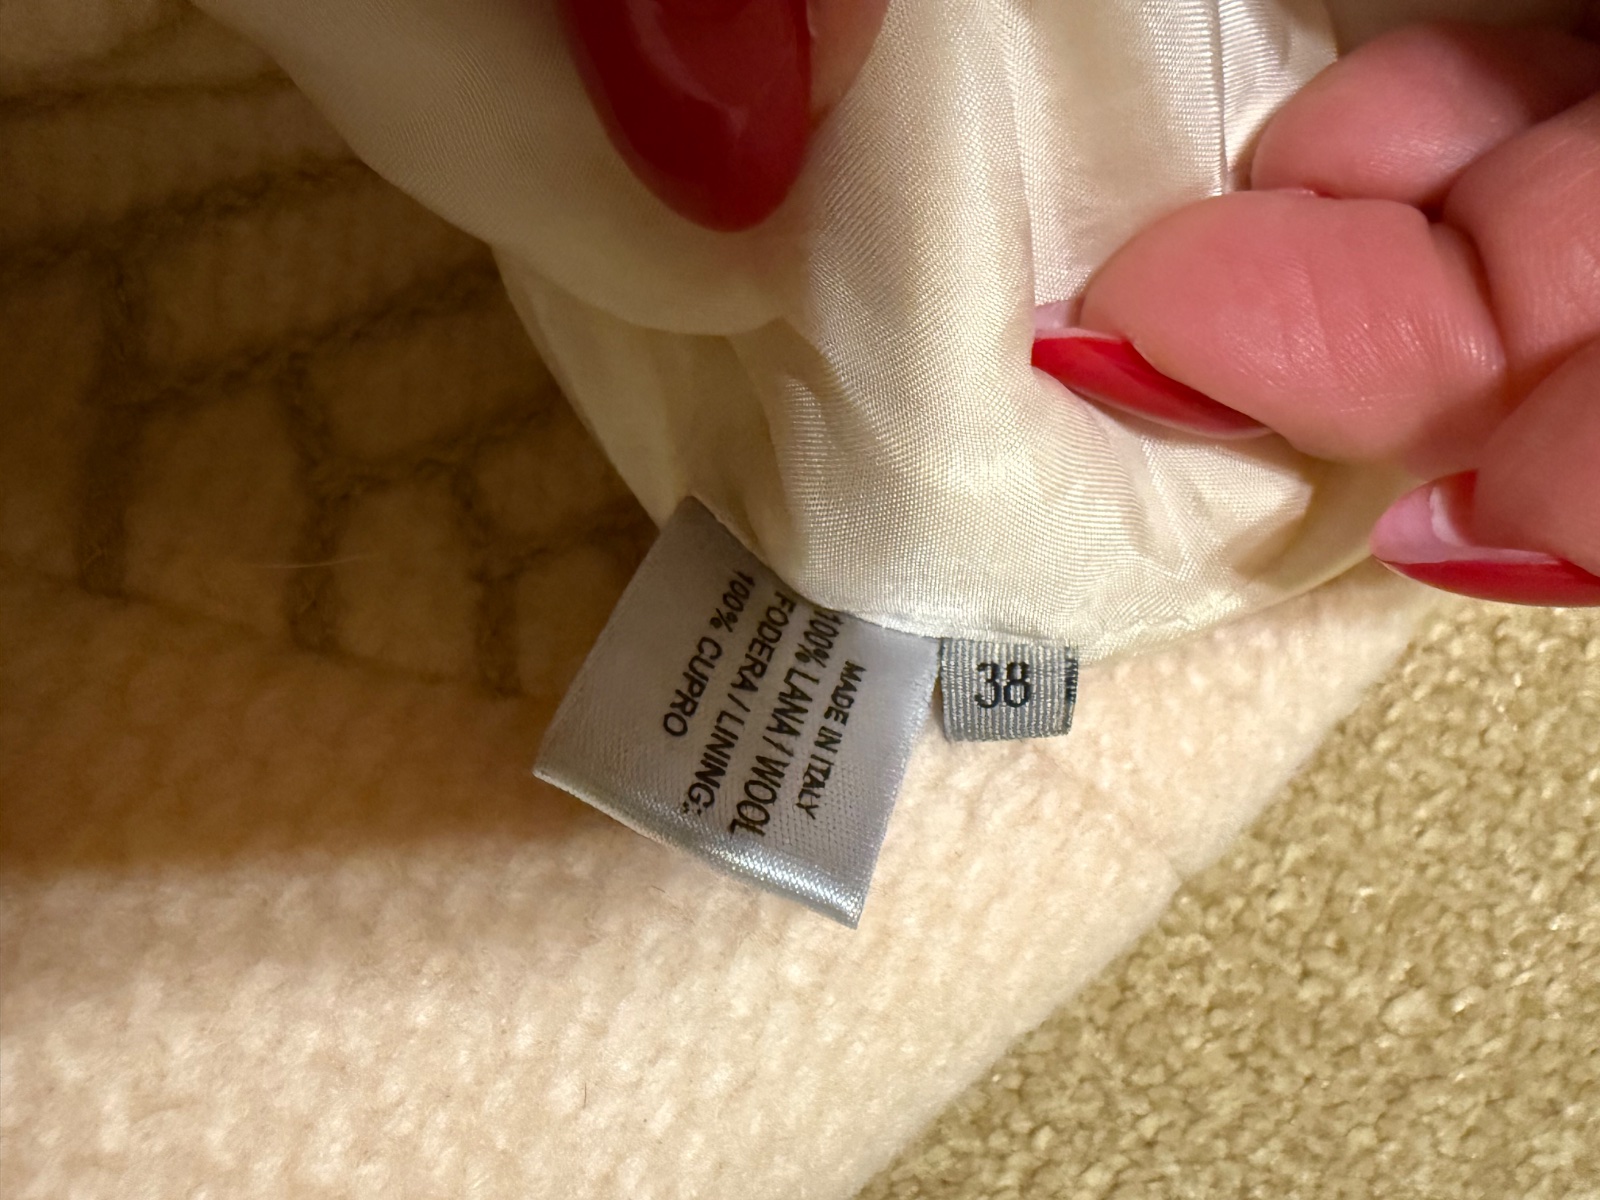 MADE IN ITALY
100% LANA / WOOL
FODERA / LINING:
100% CUPRO
38